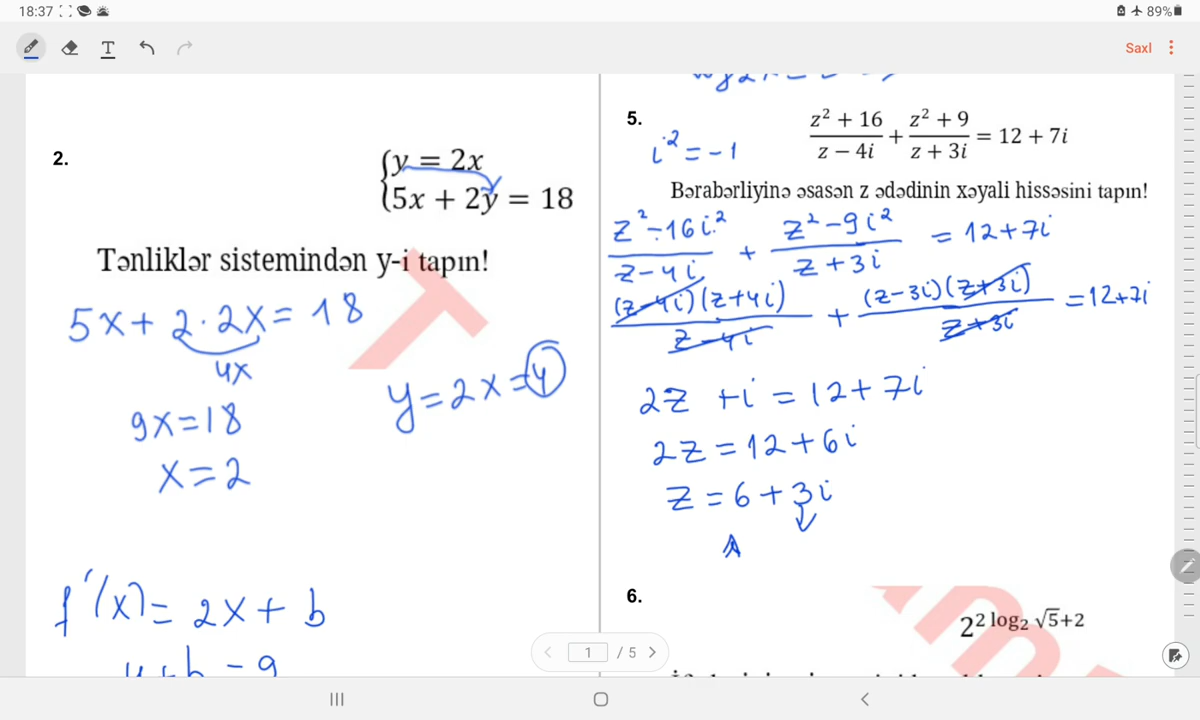 18:37
89%
T
Saxl
2.
{y = 2x
5x + 2y = 18
Tənliklər sistemindən y-i tapın!
5x + 2·2x = 18
4x
9x = 18
x = 2
y = 2x = 4
f'(x) = 2x + b
5.
i² = -1
(z² + 16)/(z − 4i) + (z² + 9)/(z + 3i) = 12 + 7i
Bərabərliyinə əsasən z ədədinin xəyali hissəsini tapın!
(z² - 16i²)/(z - 4i) + (z² - 9i²)/(z + 3i) = 12 + 7i
(z - 4i)(z + 4i)/(z - 4i) + (z - 3i)(z + 3i)/(z + 3i) = 12 + 7i
2z + i = 12 + 7i
2z = 12 + 6i
z = 6 + 3i
6.
2^(2 log₂ √5+2)
1 / 5